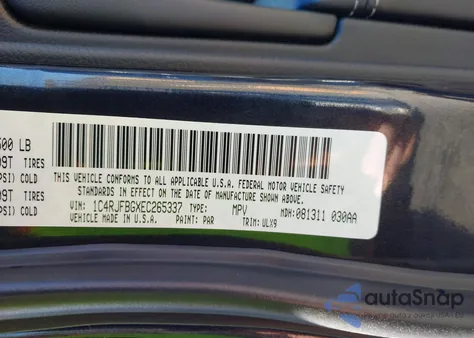 500 LB
09T TIRES
PSI) COLD
09T TIRES
PSI) COLD
THIS VEHICLE CONFORMS TO ALL APPLICABLE U.S.A. FEDERAL MOTOR VEHICLE SAFETY
STANDARDS IN EFFECT ON THE DATE OF MANUFACTURE SHOWN ABOVE.
VIN: 1C4RJFBGXEC265337 TYPE: MPV MDH: 081311 030AA
MADE IN U.S.A. PAINT: PAR TRIM: ULX9
autoSnap